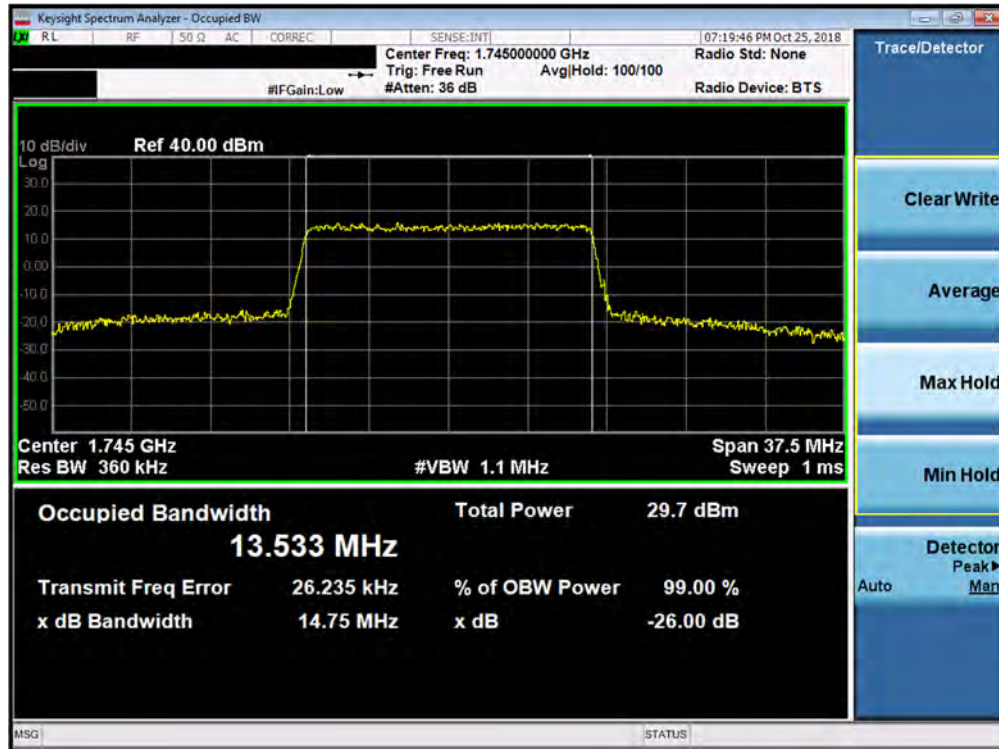 Keysight Spectrum Analyzer - Occupied BW
RL RF 50 Ω AC CORREC SENSE:INT 07:19:46 PM Oct 25, 2018
Center Freq: 1.745000000 GHz Radio Std: None
Trig: Free Run Avg|Hold: 100/100
#IFGain:Low #Atten: 36 dB Radio Device: BTS
10 dB/div Ref 40.00 dBm
Log
30.0
20.0
10.0
0.00
-10.0
-20.0
-30.0
-40.0
-50.0
Center 1.745 GHz Span 37.5 MHz
Res BW 360 kHz #VBW 1.1 MHz Sweep 1 ms
Occupied Bandwidth Total Power 29.7 dBm
13.533 MHz
Transmit Freq Error 26.235 kHz % of OBW Power 99.00 %
x dB Bandwidth 14.75 MHz x dB -26.00 dB
MSG STATUS
Trace/Detector
Clear Write
Average
Max Hold
Min Hold
Detector
Peak▶
Auto Man